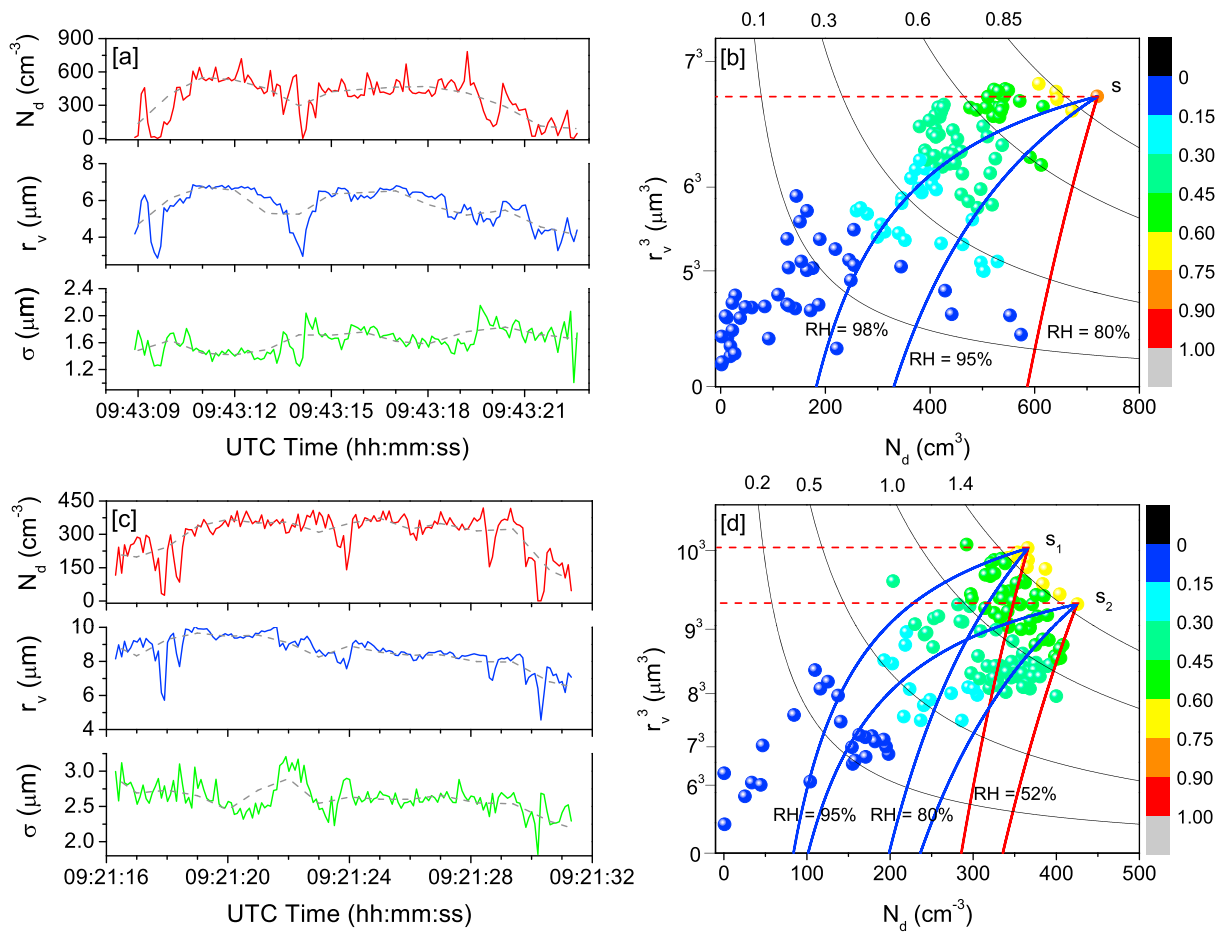 [a]
N_d (cm^-3)
900
600
300
0
r_v (μm)
8
6
4
σ (μm)
2.4
2.0
1.6
1.2
09:43:09 09:43:12 09:43:15 09:43:18 09:43:21
UTC Time (hh:mm:ss)
0.1 0.3 0.6 0.85
[b]
s
r_v^3 (μm^3)
7^3
6^3
5^3
0
RH = 98%
RH = 95%
RH = 80%
0 200 400 600 800
N_d (cm^3)
0
0.15
0.30
0.45
0.60
0.75
0.90
1.00
[c]
N_d (cm^-3)
450
300
150
0
r_v (μm)
10
8
6
4
σ (μm)
3.0
2.5
2.0
09:21:16 09:21:20 09:21:24 09:21:28 09:21:32
UTC Time (hh:mm:ss)
0.2 0.5 1.0 1.4
[d]
s_1
s_2
r_v^3 (μm^3)
10^3
9^3
8^3
7^3
6^3
0
RH = 52%
RH = 95%
RH = 80%
0 100 200 300 400 500
N_d (cm^-3)
0
0.15
0.30
0.45
0.60
0.75
0.90
1.00